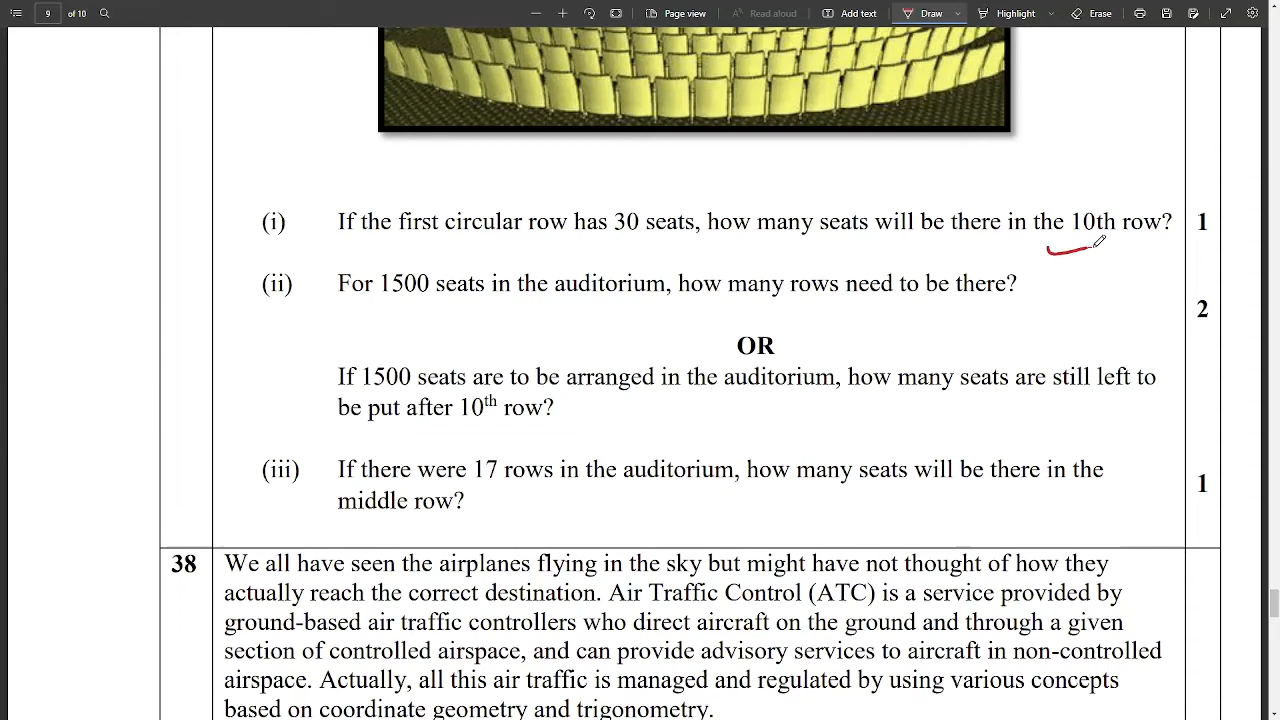 9 of 10 Page view Read aloud Add text Draw Highlight Erase
(i) If the first circular row has 30 seats, how many seats will be there in the 10th row? 1
(ii) For 1500 seats in the auditorium, how many rows need to be there?
2
OR
If 1500 seats are to be arranged in the auditorium, how many seats are still left to
be put after 10th row?
(iii) If there were 17 rows in the auditorium, how many seats will be there in the
1
middle row?
38 We all have seen the airplanes flying in the sky but might have not thought of how they
actually reach the correct destination. Air Traffic Control (ATC) is a service provided by
ground-based air traffic controllers who direct aircraft on the ground and through a given
section of controlled airspace, and can provide advisory services to aircraft in non-controlled
airspace. Actually, all this air traffic is managed and regulated by using various concepts
based on coordinate geometry and trigonometry.